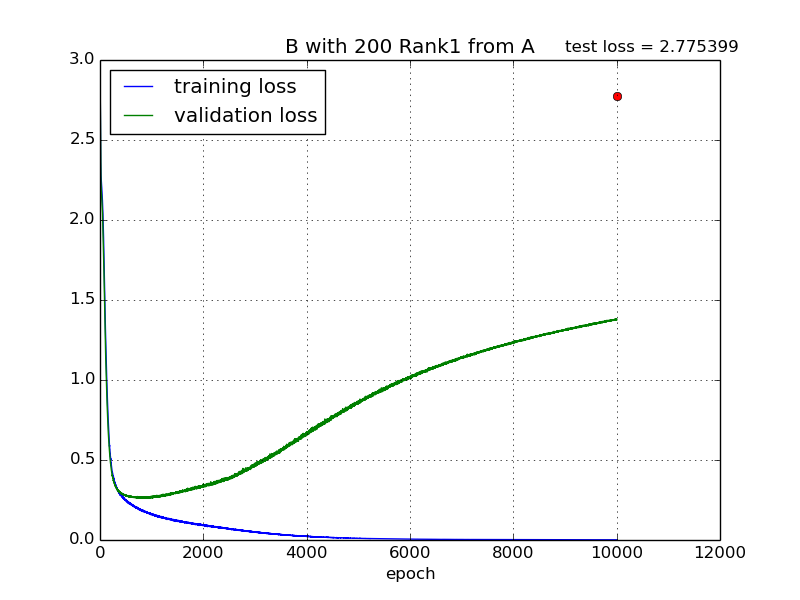 B with 200 Rank1 from A
test loss = 2.775399
3.0
2.5
2.0
1.5
1.0
0.5
0.0
training loss
validation loss
0 2000 4000 6000 8000 10000 12000
epoch